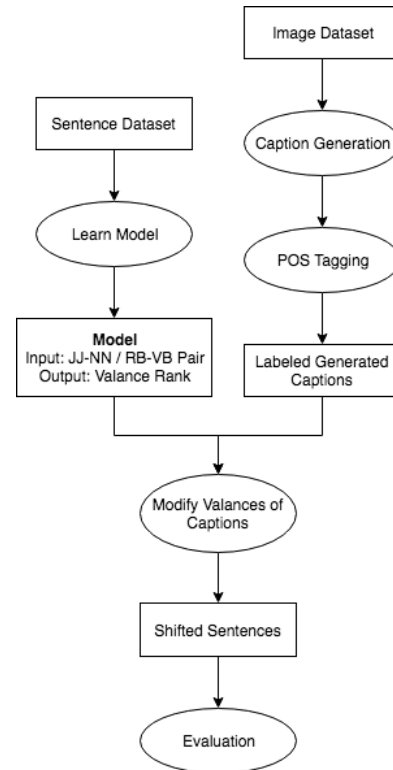 Image Dataset
Sentence Dataset
Caption Generation
Learn Model
POS Tagging
Model
Input: JJ-NN / RB-VB Pair
Output: Valance Rank
Labeled Generated
Captions
Modify Valances of
Captions
Shifted Sentences
Evaluation